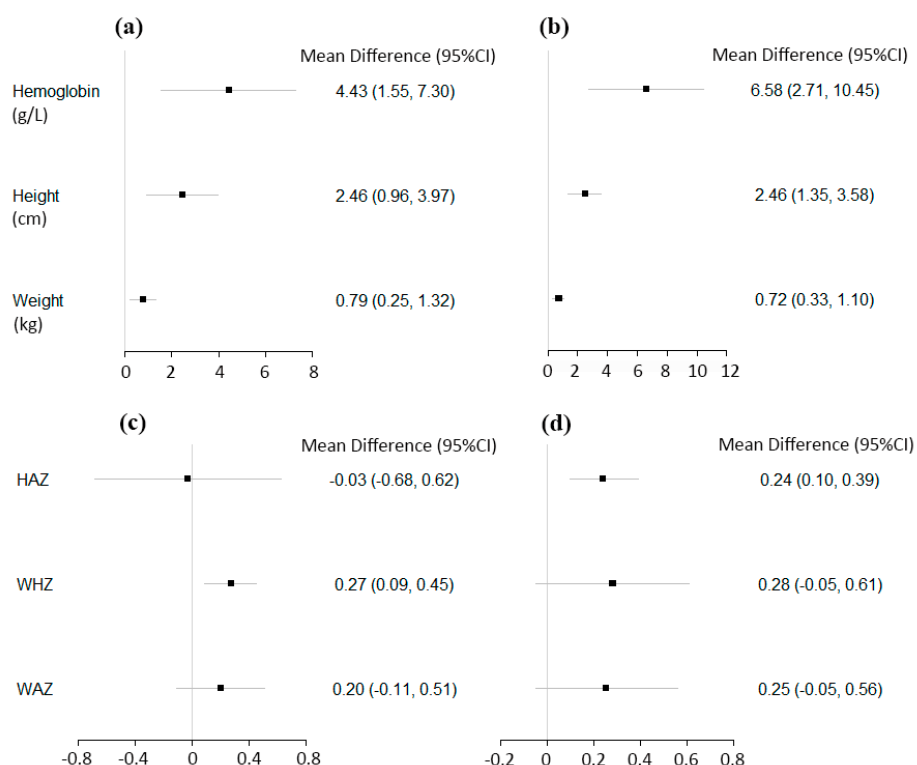 (a) (b)
Mean Difference (95%CI) Mean Difference (95%CI)
Hemoglobin 4.43 (1.55, 7.30) 6.58 (2.71, 10.45)
(g/L)
Height 2.46 (0.96, 3.97) 2.46 (1.35, 3.58)
(cm)
Weight 0.79 (0.25, 1.32) 0.72 (0.33, 1.10)
(kg)
0 2 4 6 8 0 2 4 6 8 10 12
(c) (d)
Mean Difference (95%CI) Mean Difference (95%CI)
HAZ -0.03 (-0.68, 0.62) 0.24 (0.10, 0.39)
WHZ 0.27 (0.09, 0.45) 0.28 (-0.05, 0.61)
WAZ 0.20 (-0.11, 0.51) 0.25 (-0.05, 0.56)
-0.8 -0.4 0 0.4 0.8 -0.2 0 0.2 0.4 0.6 0.8